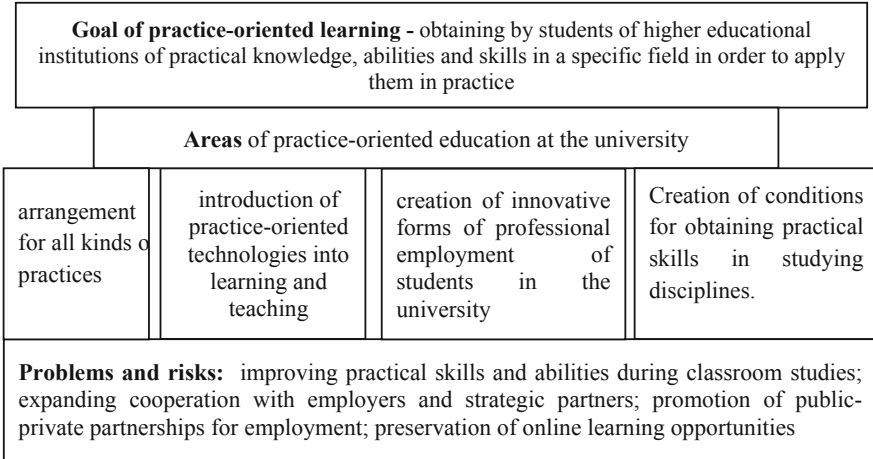 Goal of practice-oriented learning - obtaining by students of higher educational
institutions of practical knowledge, abilities and skills in a specific field in order to apply
them in practice
Areas of practice-oriented education at the university
arrangement
for all kinds o
practices
introduction of
practice-oriented
technologies into
learning and
teaching
creation of innovative
forms of professional
employment of
students in the
university
Creation of conditions
for obtaining practical
skills in studying
disciplines.
Problems and risks: improving practical skills and abilities during classroom studies;
expanding cooperation with employers and strategic partners; promotion of public-
private partnerships for employment; preservation of online learning opportunities